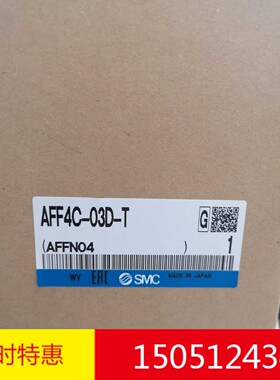 AFF4C-03D-T
G
(AFFN04 ) 1
WV EAC SMC MADE IN JAPAN
时特惠 15051243